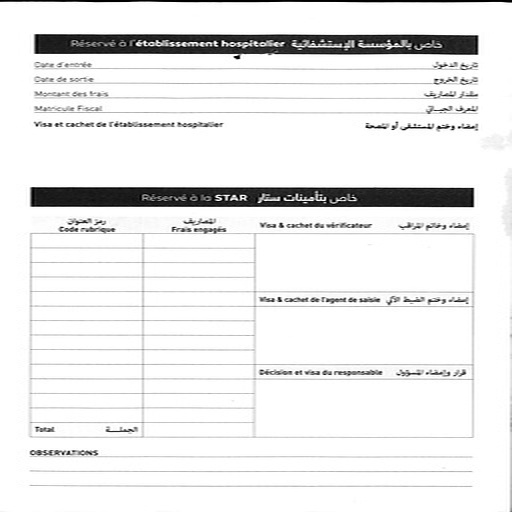 Réservé à l'établissement hospitalier خاص بالمؤسسة الإستشفائية
Date d'entrée تاريخ الدخول
Date de sortie تاريخ الخروج
Montant des frais مقدار المصاريف
Matricule Fiscal المعرف الجبـــائي
Visa et cachet de l'établissement hospitalier إمضاء وختم المستشفى أو المصحة
Réservé à la STAR خاص بتأمينات ستار
رمز العنوان المصاريف
Code rubrique Frais engagés Visa & cachet du vérificateur إمضاء وخاتم المراقب
Visa & cachet de l'agent de saisie إمضاء وختم الضبط الآلي
Décision et visa du responsable قرار وإمضاء المسؤول
Total الجملـــة
OBSERVATIONS